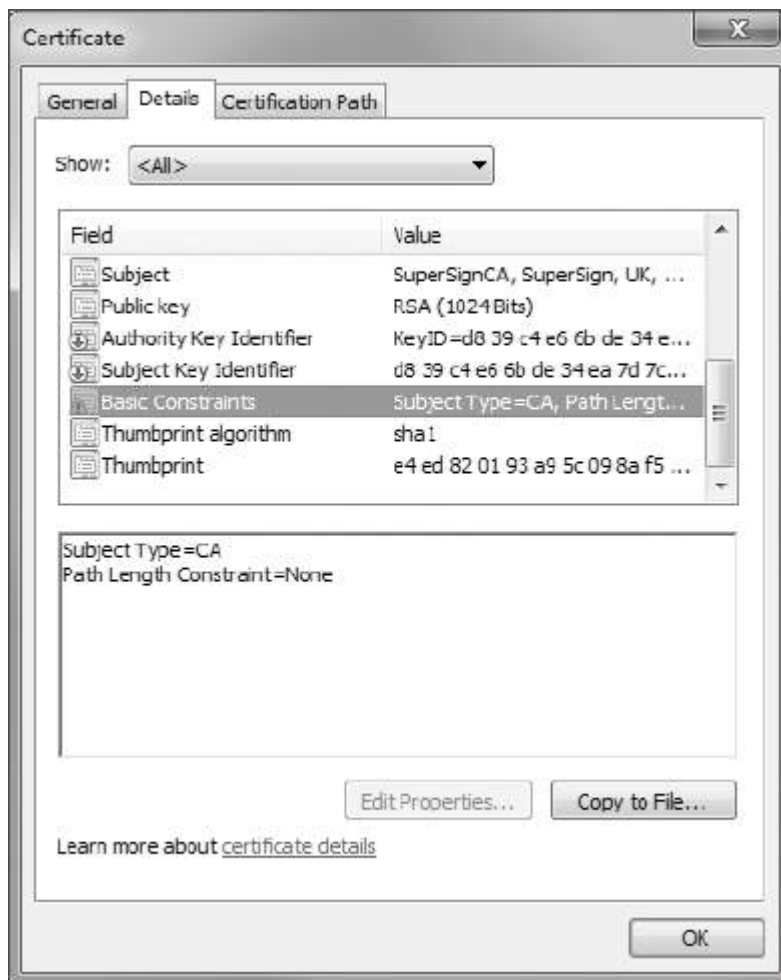 Certificate
General Details Certification Path
Show: <All>
Field Value
Subject SuperSignCA, SuperSign, UK, ...
Public key RSA (1024 Bits)
Authority Key Identifier KeyID=d8 39 c4 e6 6b de 34 e...
Subject Key Identifier d8 39 c4 e6 6b de 34 ea 7d 7c...
Basic Constraints Subject Type=CA, Path Lengt...
Thumbprint algorithm sha1
Thumbprint e4 ed 82 01 93 a9 5c 09 8a f5 ...
Subject Type=CA
Path Length Constraint=None
Edit Properties... Copy to File...
Learn more about certificate details
OK